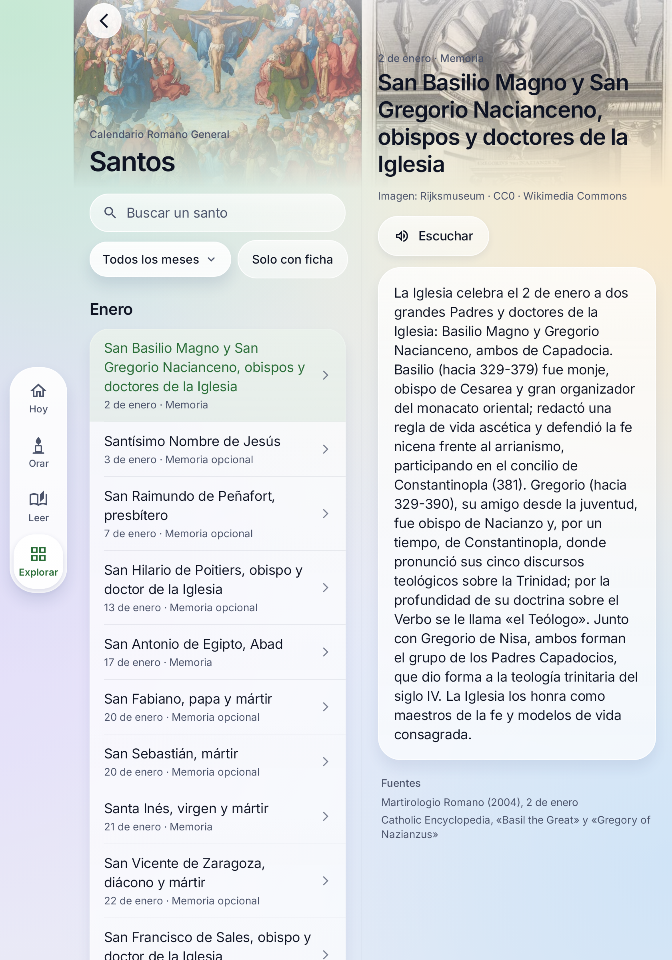 Calendario Romano General
Santos
Buscar un santo
Todos los meses
Solo con ficha
Enero
San Basilio Magno y San
Gregorio Nacianceno, obispos y
doctores de la Iglesia
2 de enero · Memoria
Santísimo Nombre de Jesús
3 de enero · Memoria opcional
San Raimundo de Peñafort,
presbítero
7 de enero · Memoria opcional
San Hilario de Poitiers, obispo y
doctor de la Iglesia
13 de enero · Memoria opcional
San Antonio de Egipto, Abad
17 de enero · Memoria
San Fabiano, papa y mártir
20 de enero · Memoria opcional
San Sebastián, mártir
20 de enero · Memoria opcional
Santa Inés, virgen y mártir
21 de enero · Memoria
San Vicente de Zaragoza,
diácono y mártir
22 de enero · Memoria opcional
San Francisco de Sales, obispo y
doctor de la Iglesia
Hoy
Orar
Leer
Explorar
2 de enero · Memoria
San Basilio Magno y San
Gregorio Nacianceno,
obispos y doctores de la
Iglesia
Imagen: Rijksmuseum · CC0 · Wikimedia Commons
Escuchar
La Iglesia celebra el 2 de enero a dos
grandes Padres y doctores de la
Iglesia: Basilio Magno y Gregorio
Nacianceno, ambos de Capadocia.
Basilio (hacia 329-379) fue monje,
obispo de Cesarea y gran organizador
del monacato oriental; redactó una
regla de vida ascética y defendió la fe
nicena frente al arrianismo,
participando en el concilio de
Constantinopla (381). Gregorio (hacia
329-390), su amigo desde la juventud,
fue obispo de Nacianzo y, por un
tiempo, de Constantinopla, donde
pronunció sus cinco discursos
teológicos sobre la Trinidad; por la
profundidad de su doctrina sobre el
Verbo se le llama «el Teólogo». Junto
con Gregorio de Nisa, ambos forman
el grupo de los Padres Capadocios,
que dio forma a la teología trinitaria del
siglo IV. La Iglesia los honra como
maestros de la fe y modelos de vida
consagrada.
Fuentes
Martirologio Romano (2004), 2 de enero
Catholic Encyclopedia, «Basil the Great» y «Gregory of
Nazianzus»